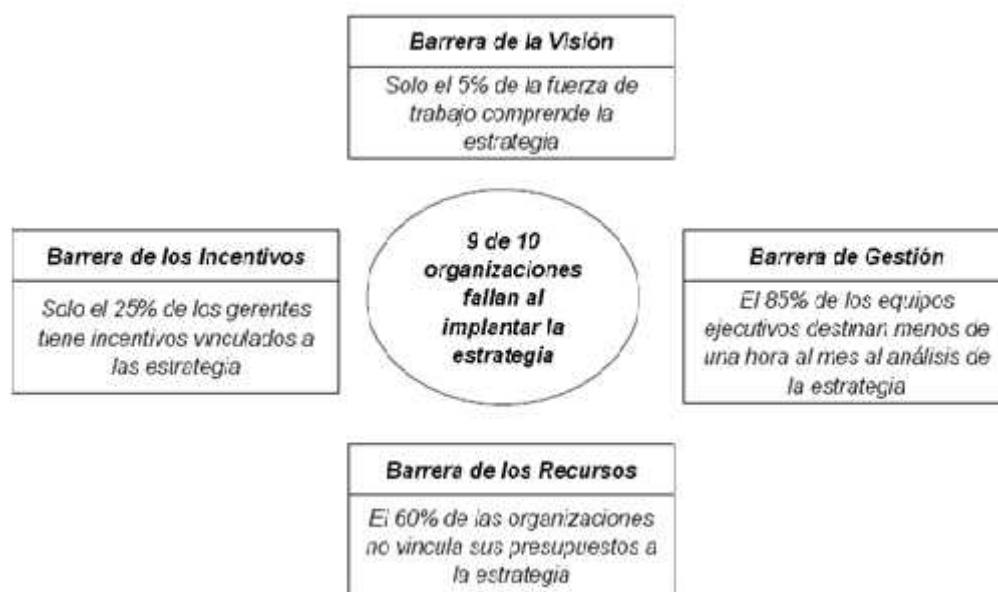 Barrera de la Visión
Solo el 5% de la fuerza de
trabajo comprende la
estrategia
Barrera de los Incentivos
Solo el 25% de los gerentes
tiene incentivos vinculados a
las estrategia
9 de 10
organizaciones
fallan al
implantar la
estrategia
Barrera de Gestión
El 85% de los equipos
ejecutivos destinan menos de
una hora al mes al análisis de
la estrategia
Barrera de los Recursos
El 60% de las organizaciones
no vincula sus presupuestos a
la estrategia